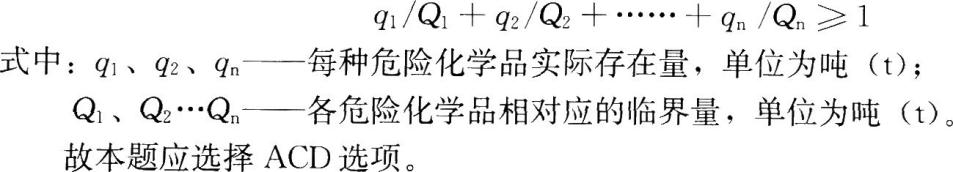 q₁/Q₁ + q₂/Q₂ + ⋯⋯ + qₙ/Qₙ ⩾ 1
式中：q₁、q₂、qₙ——每种危险化学品实际存在量，单位为吨（t）；
Q₁、Q₂⋯Qₙ——各危险化学品相对应的临界量，单位为吨（t）。
故本题应选择 ACD 选项。